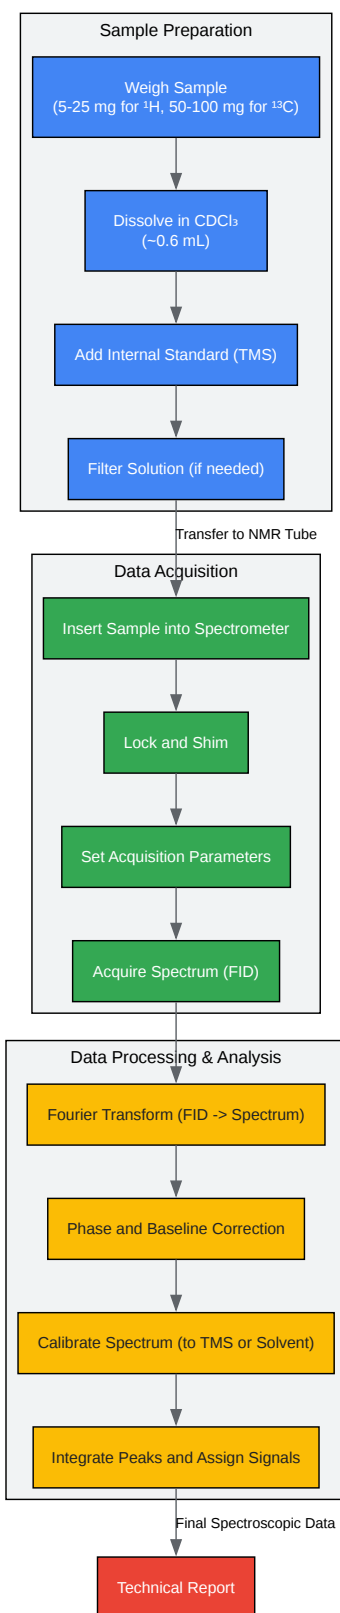 Sample Preparation
Weigh Sample
(5-25 mg for ¹H, 50-100 mg for ¹³C)
Dissolve in CDCl₃
(~0.6 mL)
Add Internal Standard (TMS)
Filter Solution (if needed)
Transfer to NMR Tube
Data Acquisition
Insert Sample into Spectrometer
Lock and Shim
Set Acquisition Parameters
Acquire Spectrum (FID)
Data Processing & Analysis
Fourier Transform (FID -> Spectrum)
Phase and Baseline Correction
Calibrate Spectrum (to TMS or Solvent)
Integrate Peaks and Assign Signals
Final Spectroscopic Data
Technical Report